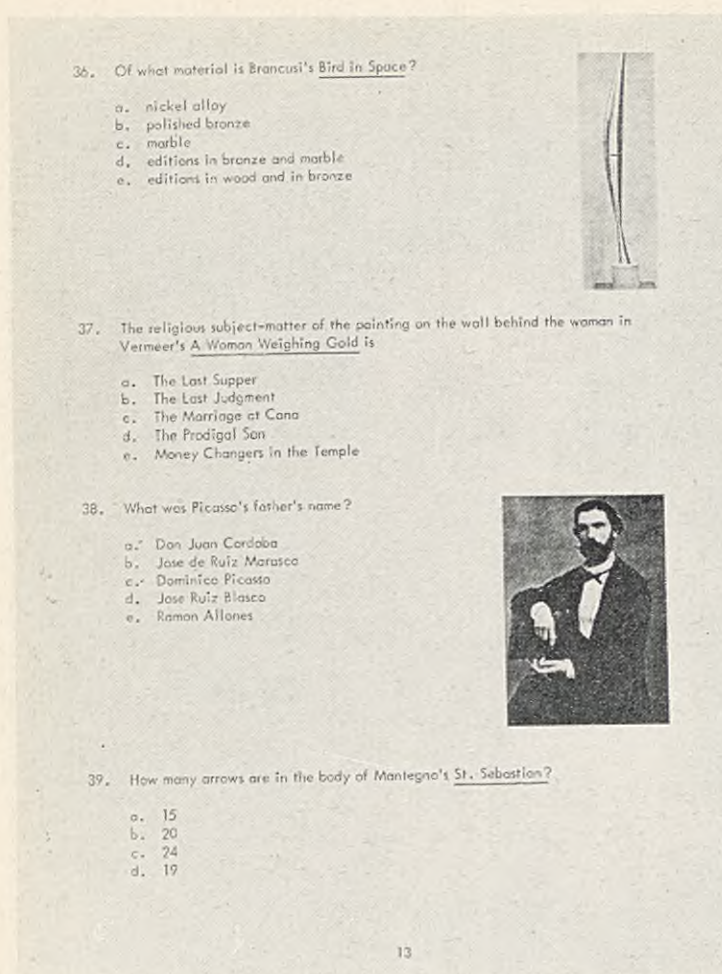 36. Of what material is Brancusi's Bird in Space?
a. nickel alloy
b. polished bronze
c. marble
d. editions in bronze and marble
e. editions in wood and in bronze
37. The religious subject-matter of the painting on the wall behind the woman in
Vermeer's A Woman Weighing Gold is
a. The Last Supper
b. The Last Judgment
c. The Marriage at Cana
d. The Prodigal Son
e. Money Changers in the Temple
38. What was Picasso's father's name?
a. Don Juan Cordoba
b. Jose de Ruiz Marasco
c. Dominico Picasso
d. Jose Ruiz Blasco
e. Ramon Allones
39. How many arrows are in the body of Mantegna's St. Sebastian?
a. 15
b. 20
c. 24
d. 19
13